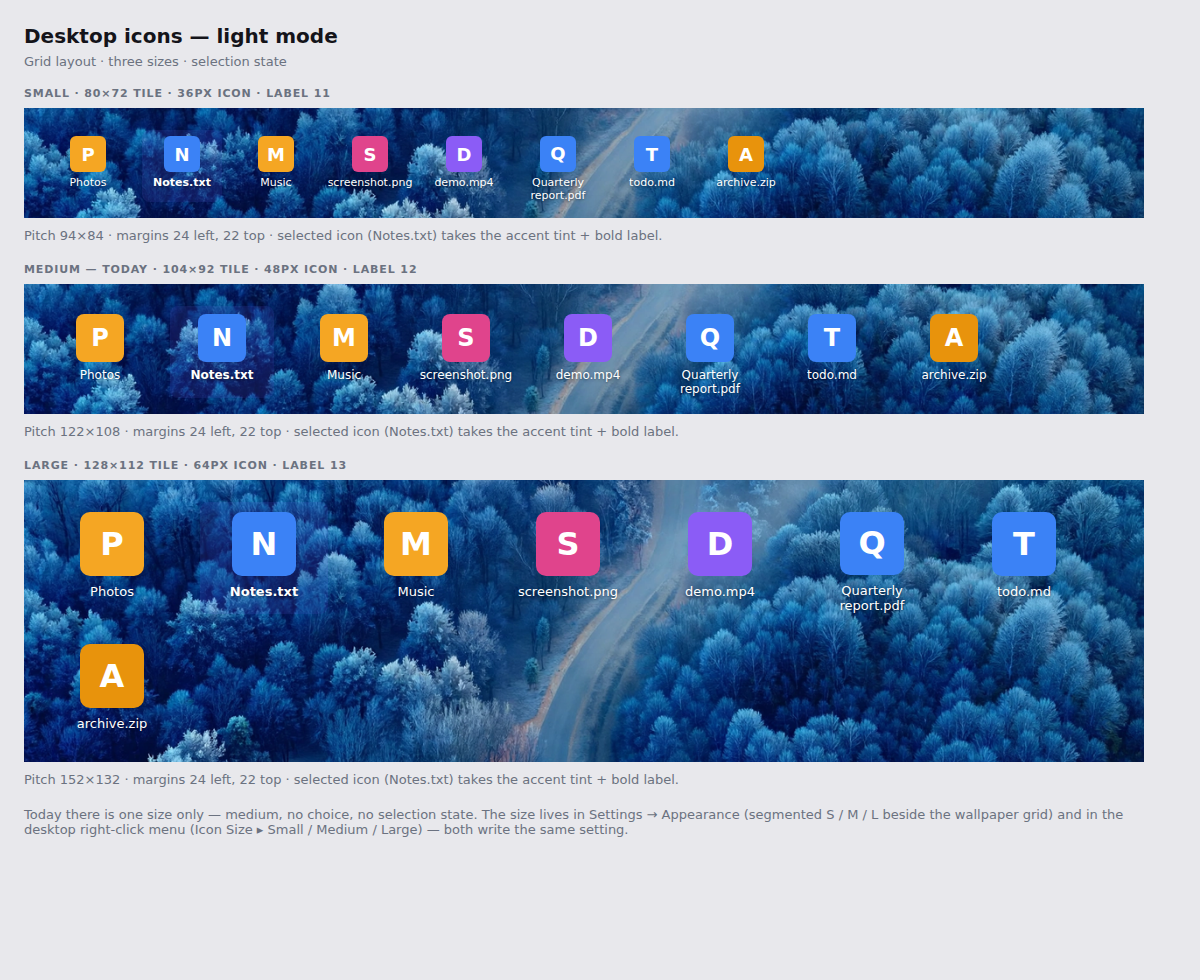 Desktop icons — light mode
Grid layout · three sizes · selection state
SMALL · 80×72 TILE · 36PX ICON · LABEL 11
P N M S D Q T A
Photos Notes.txt Music screenshot.png demo.mp4 Quarterly todo.md archive.zip
report.pdf
Pitch 94×84 · margins 24 left, 22 top · selected icon (Notes.txt) takes the accent tint + bold label.
MEDIUM — TODAY · 104×92 TILE · 48PX ICON · LABEL 12
P N M S D Q T A
Photos Notes.txt Music screenshot.png demo.mp4 Quarterly todo.md archive.zip
report.pdf
Pitch 122×108 · margins 24 left, 22 top · selected icon (Notes.txt) takes the accent tint + bold label.
LARGE · 128×112 TILE · 64PX ICON · LABEL 13
P N M S D Q T
Photos Notes.txt Music screenshot.png demo.mp4 Quarterly todo.md
report.pdf
A
archive.zip
Pitch 152×132 · margins 24 left, 22 top · selected icon (Notes.txt) takes the accent tint + bold label.
Today there is one size only — medium, no choice, no selection state. The size lives in Settings → Appearance (segmented S / M / L beside the wallpaper grid) and in the
desktop right-click menu (Icon Size ▸ Small / Medium / Large) — both write the same setting.